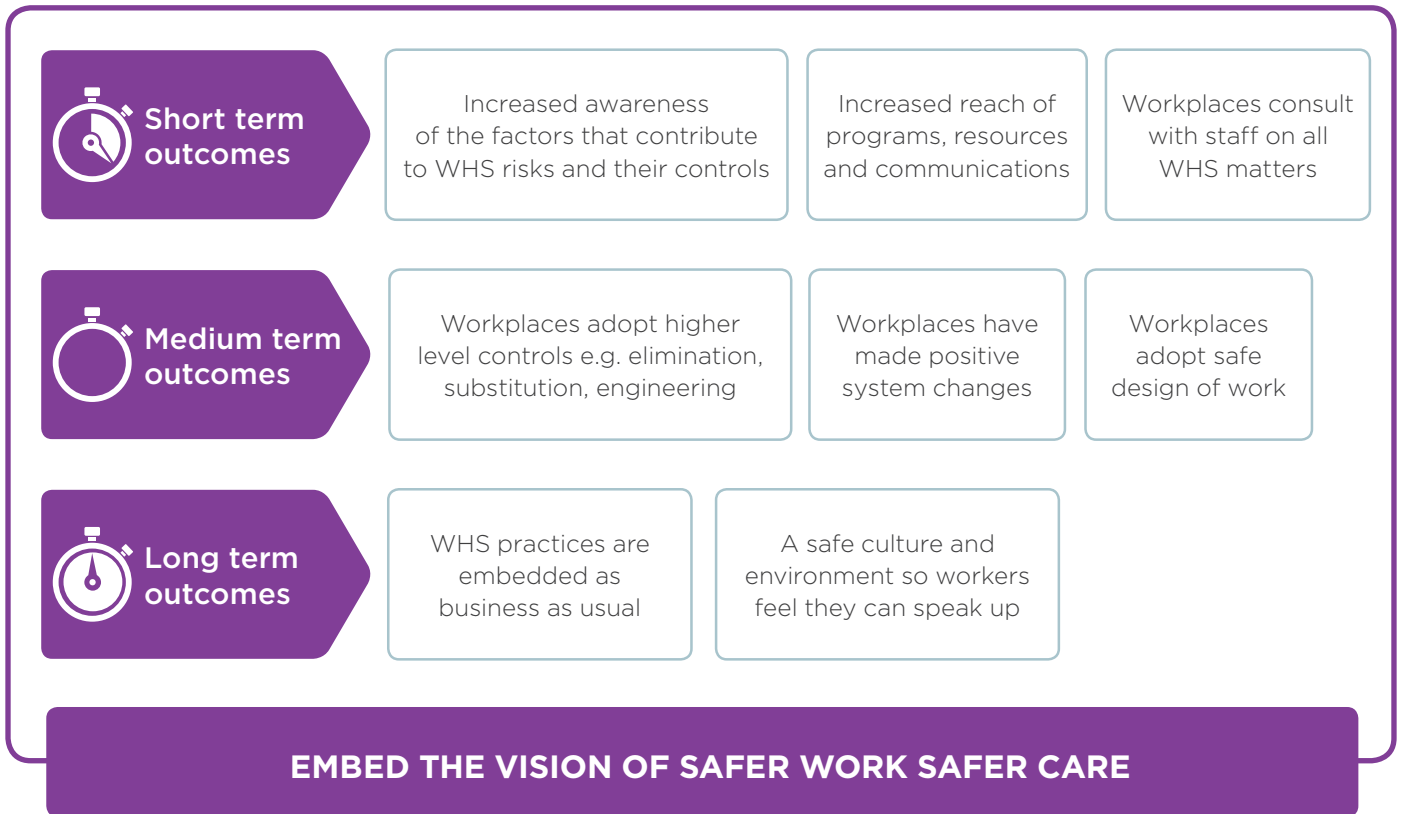 Short term
outcomes
Increased awareness
of the factors that contribute
to WHS risks and their controls
Increased reach of
programs, resources
and communications
Workplaces consult
with staff on all
WHS matters
Medium term
outcomes
Workplaces adopt higher
level controls e.g. elimination,
substitution, engineering
Workplaces have
made positive
system changes
Workplaces
adopt safe
design of work
Long term
outcomes
WHS practices are
embedded as
business as usual
A safe culture and
environment so workers
feel they can speak up
EMBED THE VISION OF SAFER WORK SAFER CARE